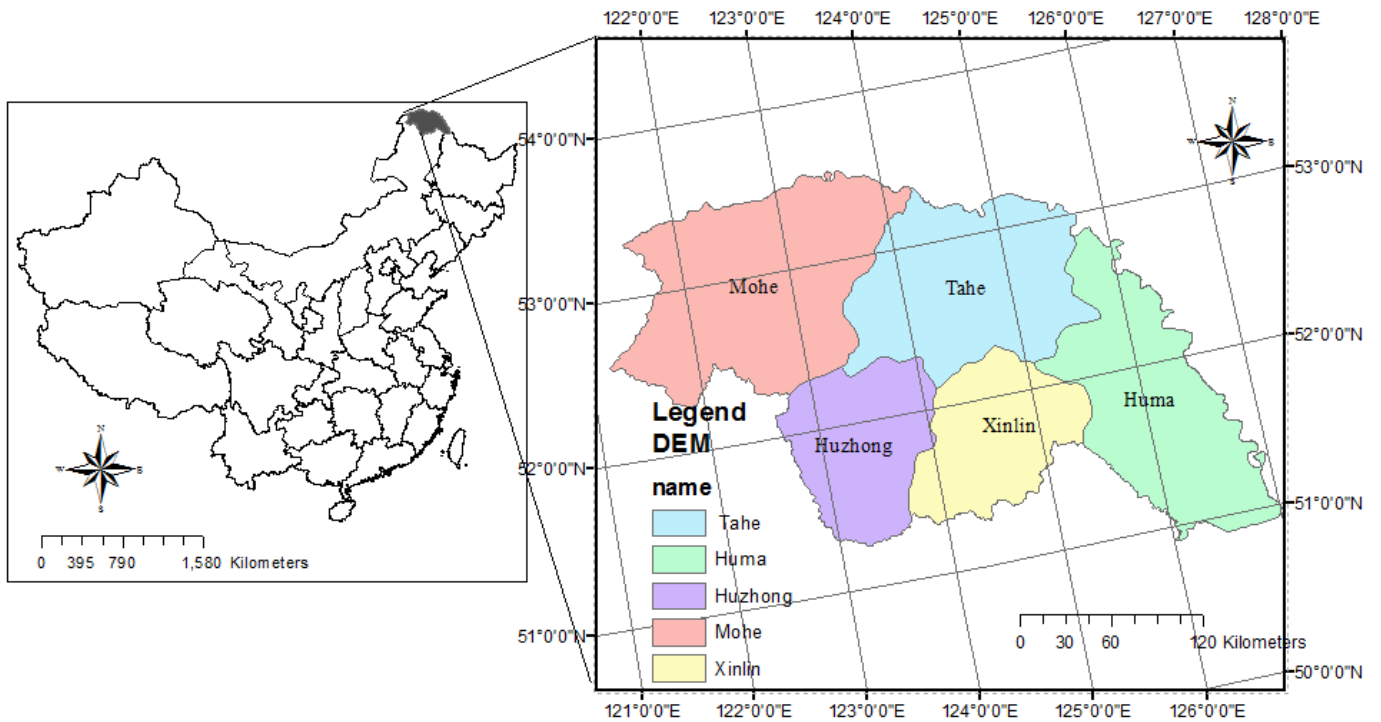 122°0'0"E 123°0'0"E 124°0'0"E 125°0'0"E 126°0'0"E 127°0'0"E 128°0'0"E
54°0'0"N
53°0'0"N
52°0'0"N
51°0'0"N
53°0'0"N
52°0'0"N
51°0'0"N
50°0'0"N
N
W E
S
0 395 790 1,580 Kilometers
N
W E
S
Mohe
Tahe
Huma
Xinlin
Huzhong
Legend
DEM
name
Tahe
Huma
Huzhong
Mohe
Xinlin
0 30 60 120 Kilometers
121°0'0"E 122°0'0"E 123°0'0"E 124°0'0"E 125°0'0"E 126°0'0"E